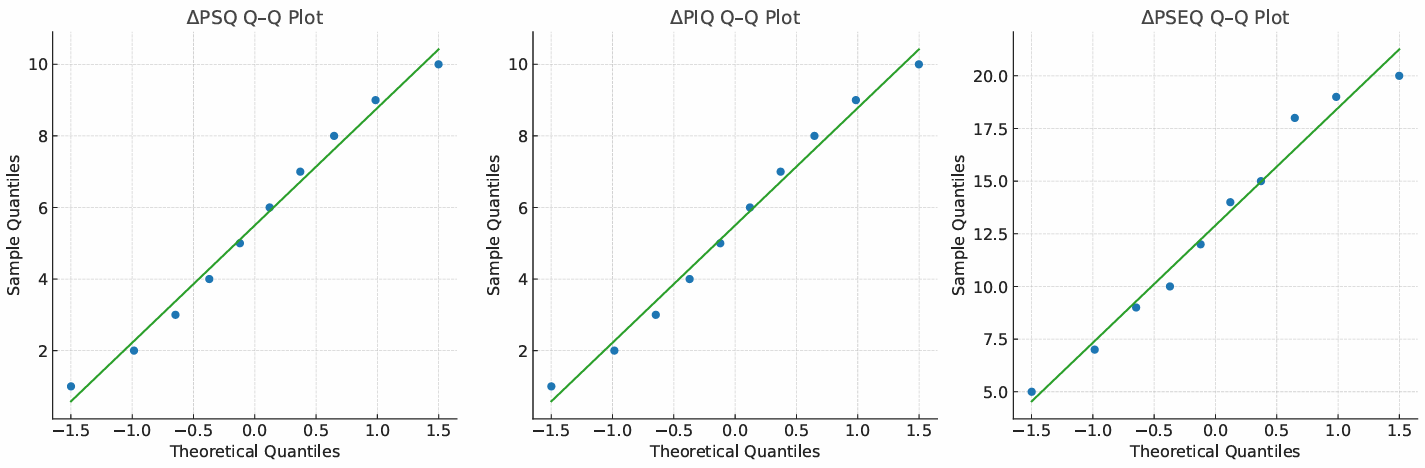 ΔPSQ Q–Q Plot
Sample Quantiles
10
8
6
4
2
−1.5 −1.0 −0.5 0.0 0.5 1.0 1.5
Theoretical Quantiles
ΔPIQ Q–Q Plot
Sample Quantiles
10
8
6
4
2
−1.5 −1.0 −0.5 0.0 0.5 1.0 1.5
Theoretical Quantiles
ΔPSEQ Q–Q Plot
Sample Quantiles
20.0
17.5
15.0
12.5
10.0
7.5
5.0
−1.5 −1.0 −0.5 0.0 0.5 1.0 1.5
Theoretical Quantiles